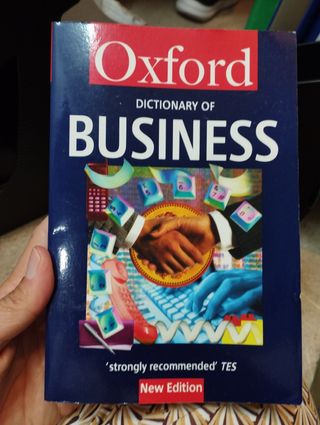 Oxford
DICTIONARY OF
BUSINESS
'strongly recommended' TES
New Edition